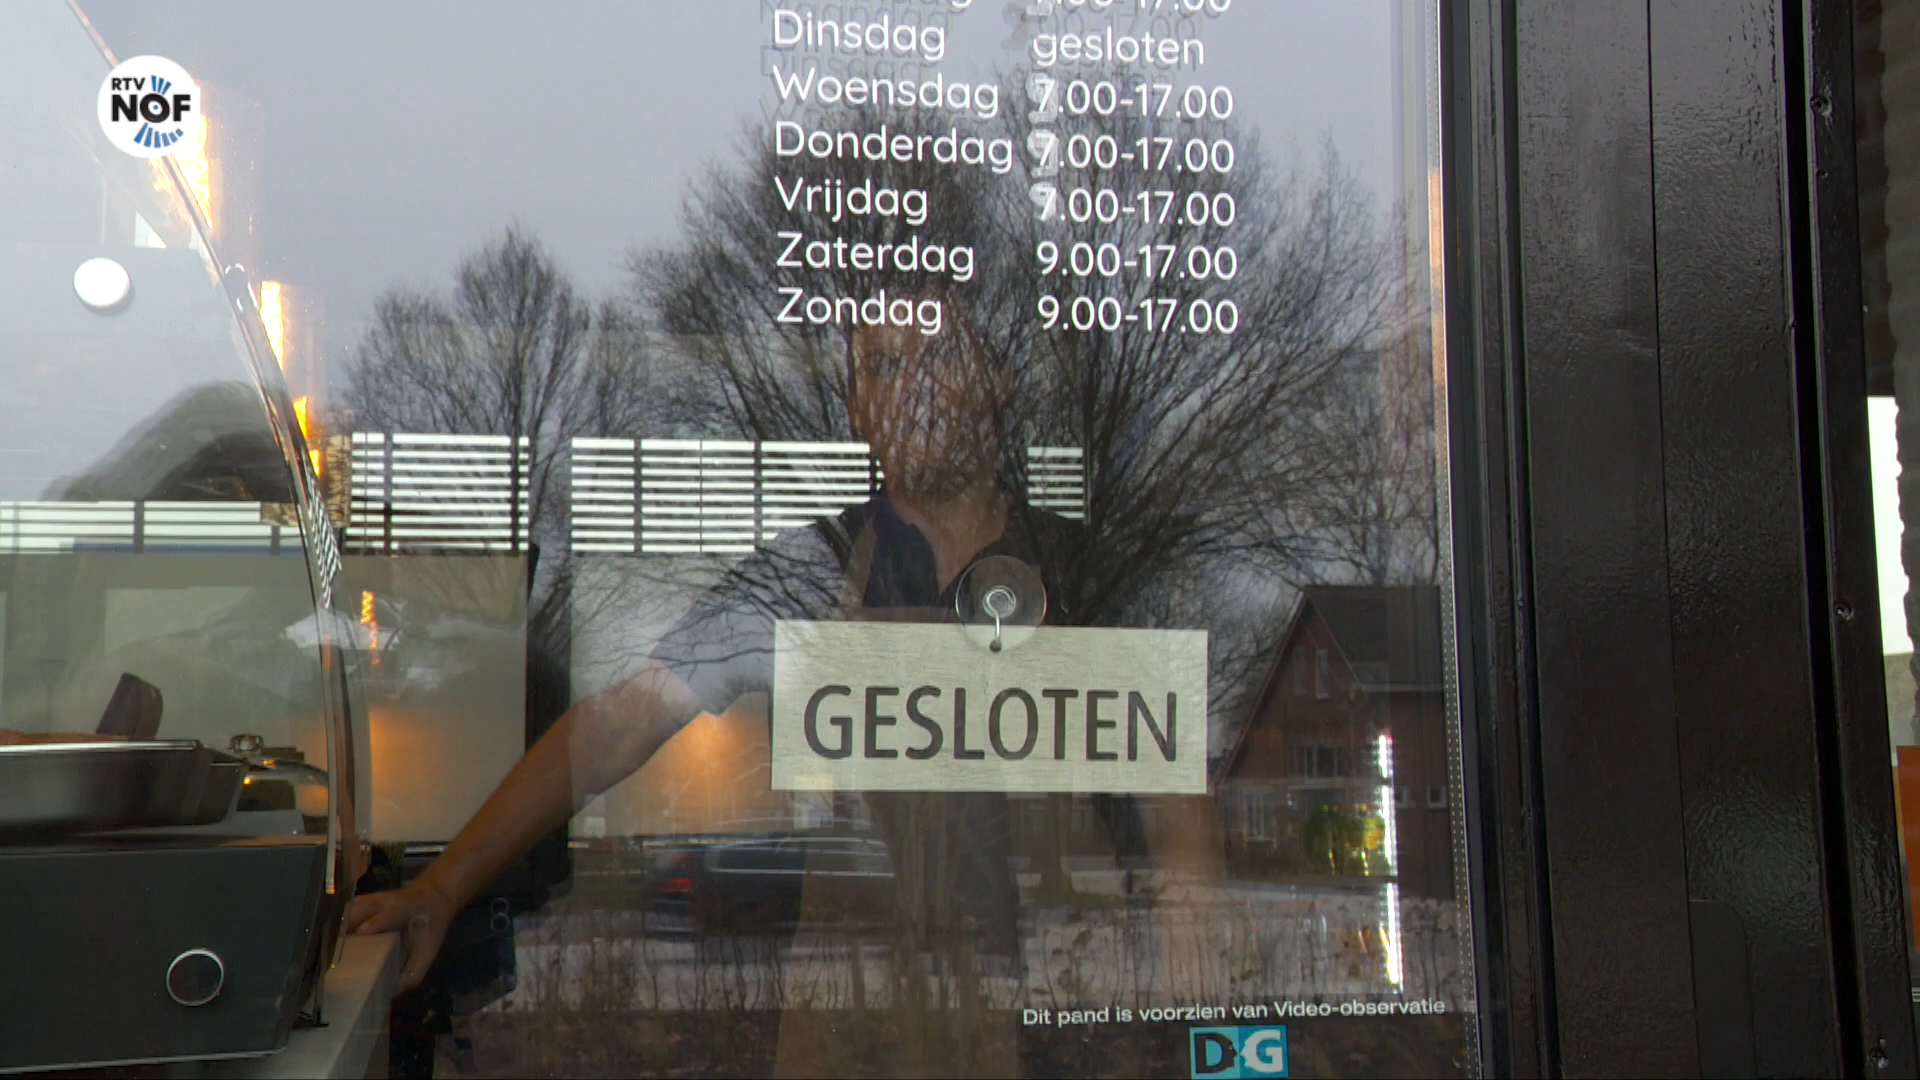 RTV
NOF
Dinsdag gesloten
Woensdag 7.00-17.00
Donderdag 7.00-17.00
Vrijdag 7.00-17.00
Zaterdag 9.00-17.00
Zondag 9.00-17.00
GESLOTEN
Dit pand is voorzien van Video-observatie
DG